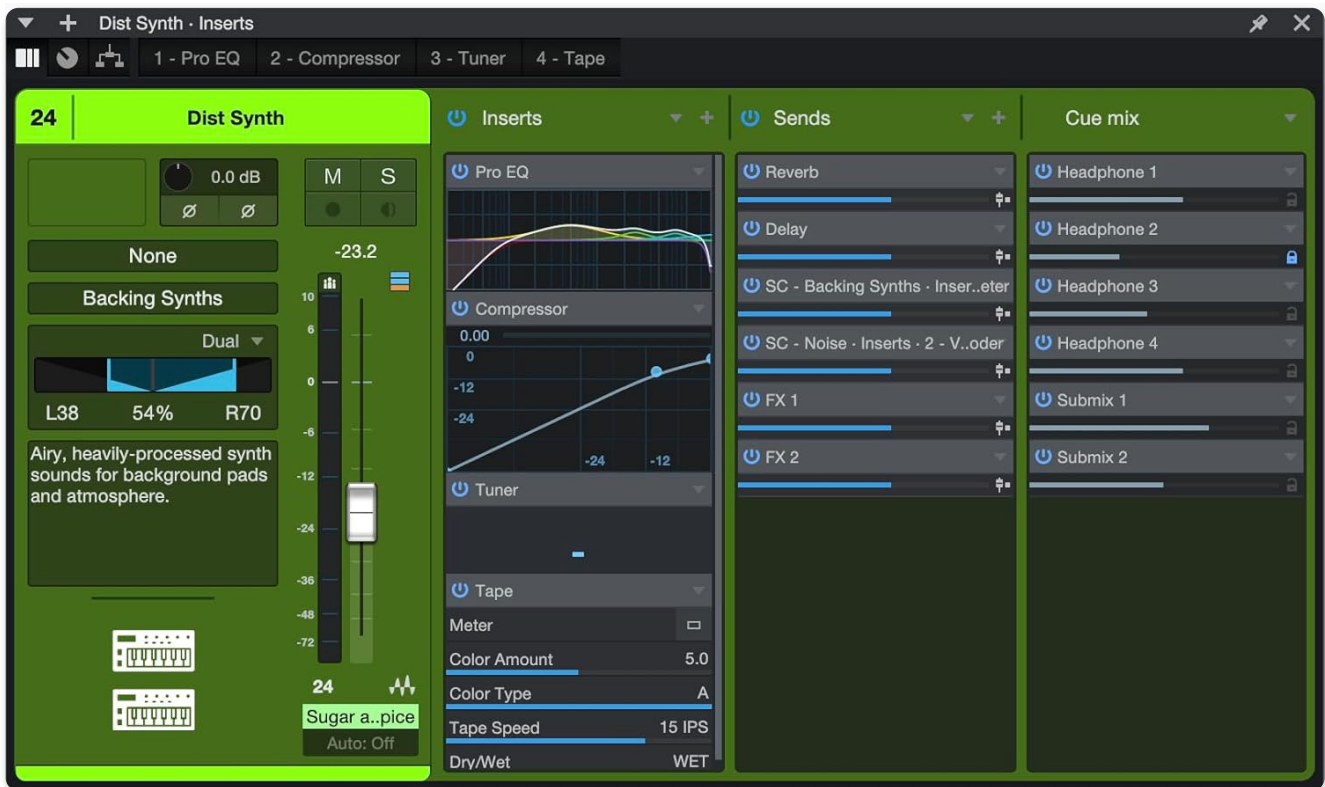 Dist Synth · Inserts
1 - Pro EQ
2 - Compressor
3 - Tuner
4 - Tape
24
Dist Synth
0.0 dB
Ø Ø
M S
None
-23.2
Backing Synths
Dual
L38 54% R70
Airy, heavily-processed synth
sounds for background pads
and atmosphere.
10
6
0
-6
-12
-24
-36
-48
-72
24
Sugar a..pice
Auto: Off
Inserts
Pro EQ
Compressor
0.00
0
-12
-24
-24 -12
Tuner
Tape
Meter
Color Amount 5.0
Color Type A
Tape Speed 15 IPS
Dry/Wet WET
Sends
Reverb
Delay
SC - Backing Synths · Inser..eter
SC - Noise · Inserts · 2 - V..oder
FX 1
FX 2
Cue mix
Headphone 1
Headphone 2
Headphone 3
Headphone 4
Submix 1
Submix 2